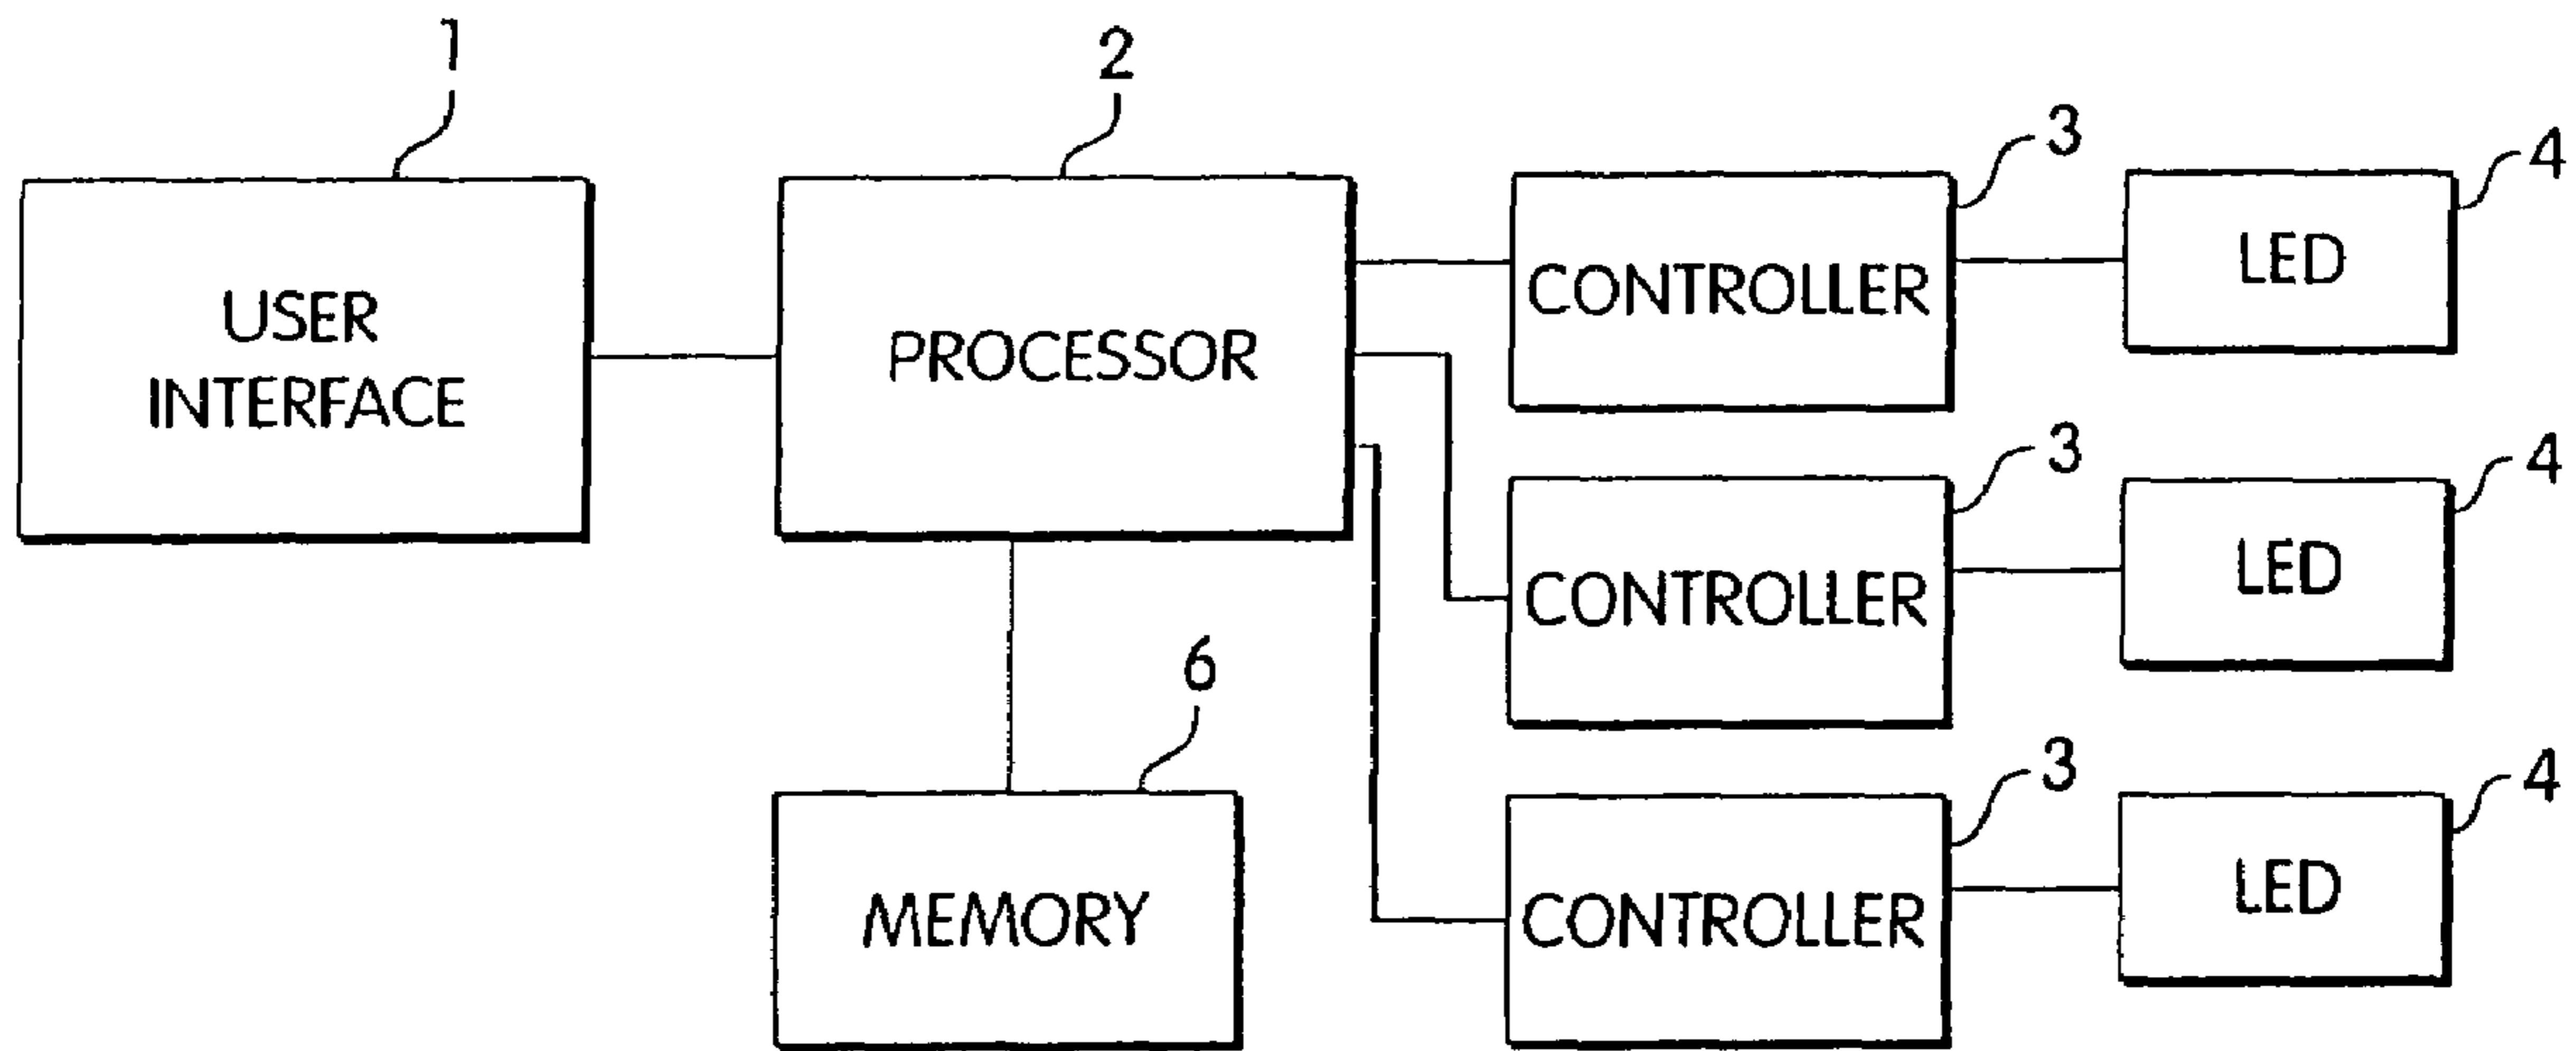 1
USER
INTERFACE
2
PROCESSOR
6
MEMORY
3
CONTROLLER
4
LED
3
CONTROLLER
4
LED
3
CONTROLLER
4
LED